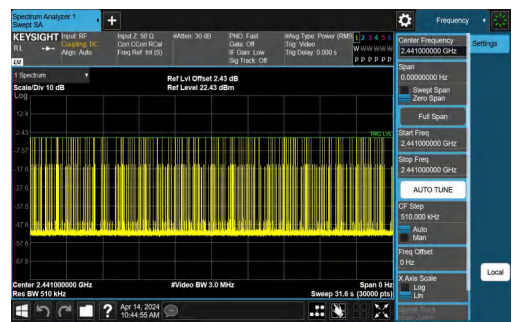 Spectrum Analyzer 1
Swept SA
Frequency
KEYSIGHT
RL
Input: RF
Coupling: DC
Align: Auto
Input Z: 50 Ω
Corr CCorr RCal
Freq Ref: Int (S)
#Atten: 30 dB
PNO: Fast
Gate: Off
IF Gain: Low
Sig Track: Off
#Avg Type: Power (RMS)
Trig: Video
Trig Delay: 0.000 s
1 2 3 4 5 6
W W W W W W
P P P P P P
LXI
1 Spectrum
Scale/Div 10 dB
Log
Ref Lvl Offset 2.43 dB
Ref Level 22.43 dBm
12.4
2.43
-7.57
-17.6
-27.6
-37.6
-47.6
-57.6
-67.6
TRIG LVL
Center 2.441000000 GHz
Res BW 510 kHz
#Video BW 3.0 MHz
Span 0 Hz
Sweep 31.6 s (30000 pts)
Apr 14, 2024
10:44:55 AM
Center Frequency
2.441000000 GHz
Settings
Span
0.00000000 Hz
Swept Span
Zero Span
Full Span
Start Freq
2.441000000 GHz
Stop Freq
2.441000000 GHz
AUTO TUNE
CF Step
510.000 kHz
Auto
Man
Freq Offset
0 Hz
X Axis Scale
Log
Lin
Local
Signal Track